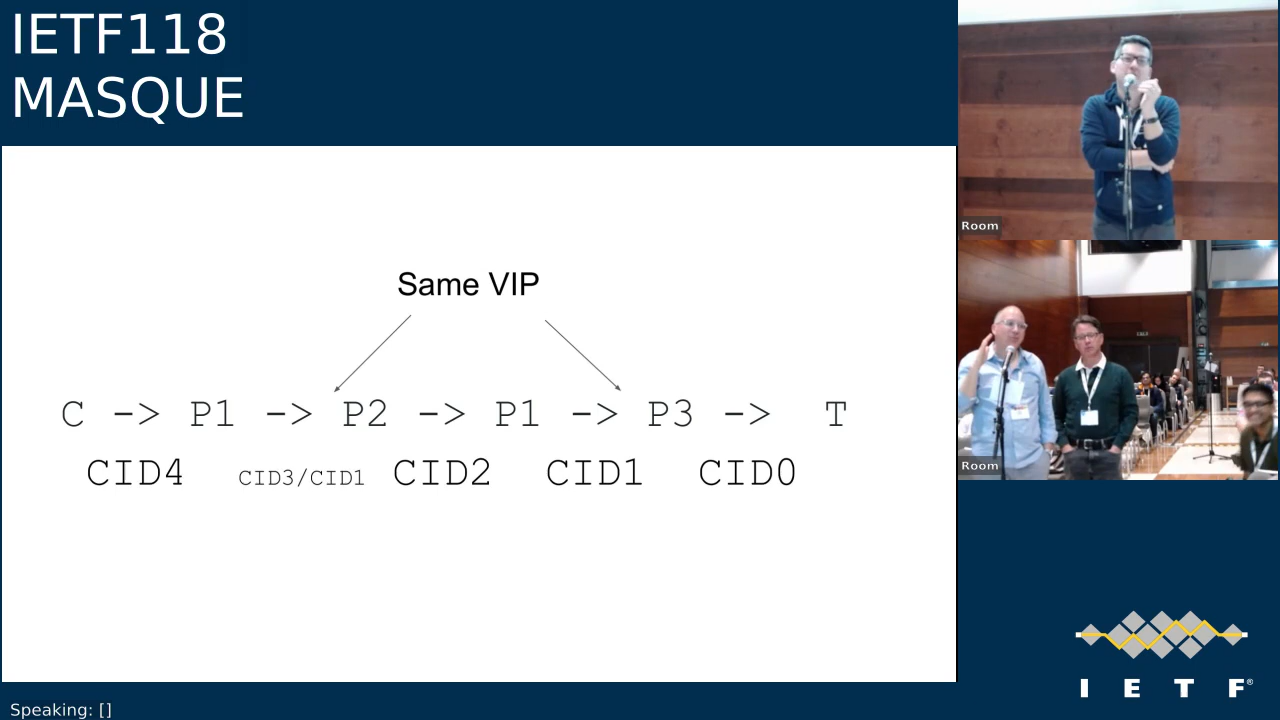 IETF118
MASQUE
Same VIP
C -> P1 -> P2 -> P1 -> P3 -> T
CID4 CID3/CID1 CID2 CID1 CID0
Room
Room
I E T F®
Speaking: []